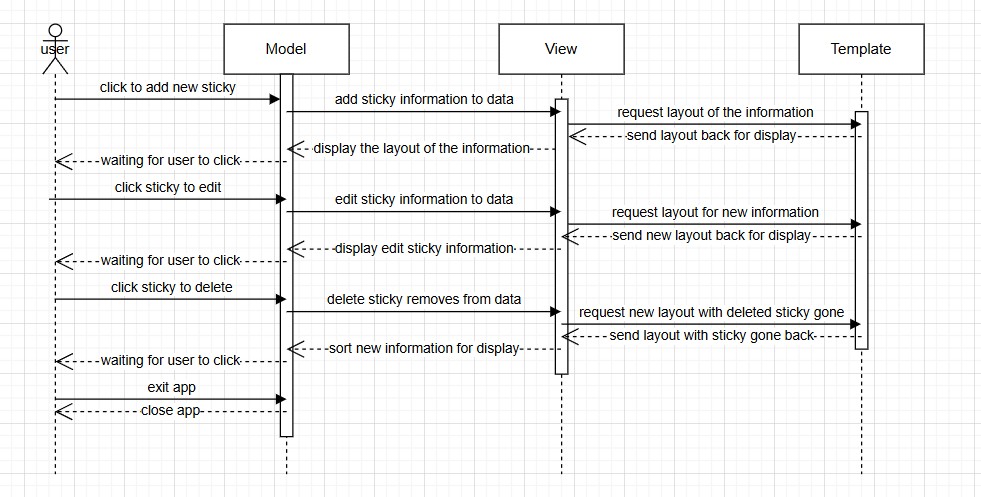 user
Model
View
Template
click to add new sticky
add sticky information to data
request layout of the information
send layout back for display
display the layout of the information
waiting for user to click
click sticky to edit
edit sticky information to data
request layout for new information
send new layout back for display
display edit sticky information
waiting for user to click
click sticky to delete
delete sticky removes from data
request new layout with deleted sticky gone
send layout with sticky gone back
sort new information for display
waiting for user to click
exit app
close app